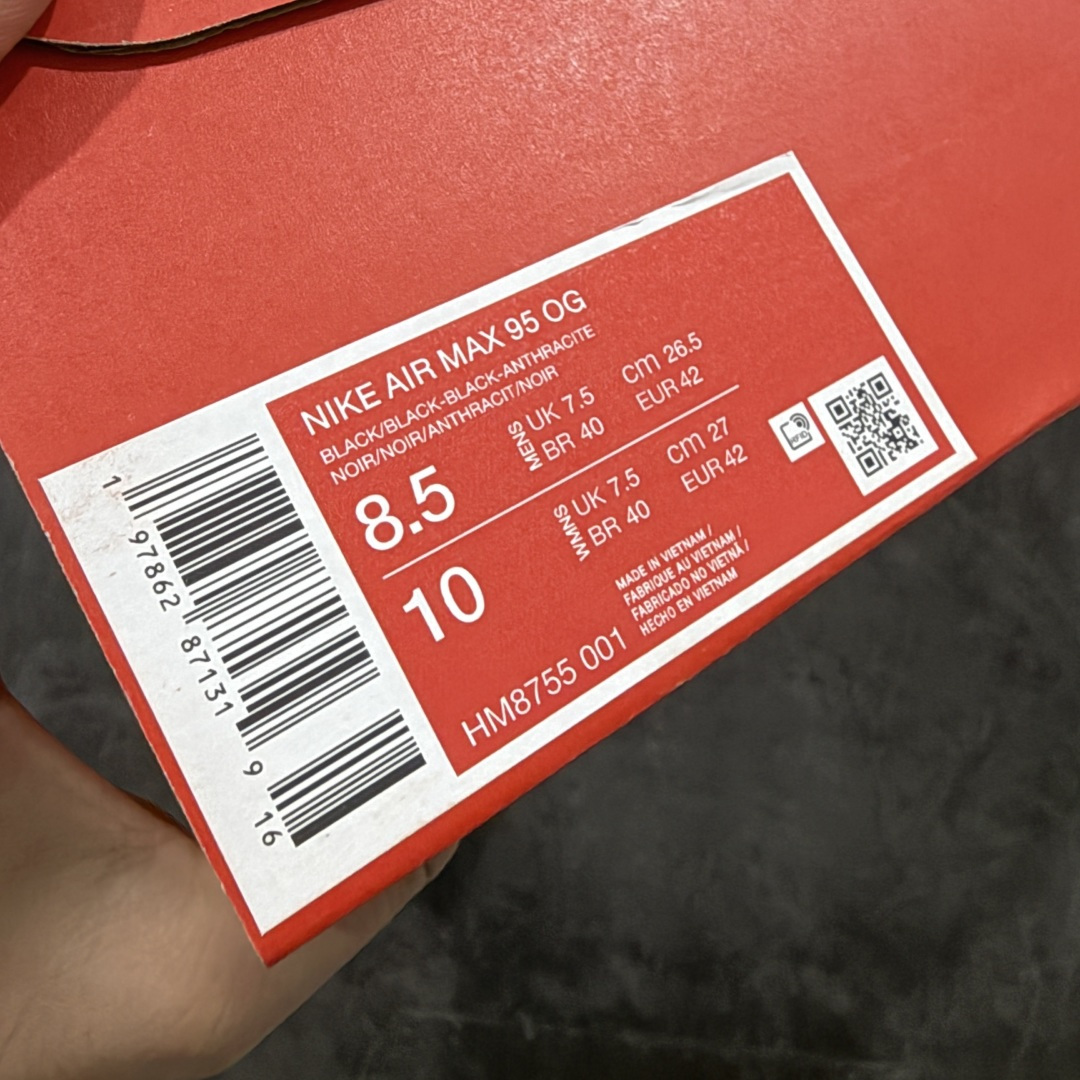 NIKE AIR MAX 95 OG
BLACK/BLACK-BLACK-ANTHRACITE
NOIR/NOIR/ANTHRACIT/NOIR
8.5
MENS
UK 7.5
cm 26.5
BR 40
EUR 42
10
WMNS
UK 7.5
cm 27
BR 40
EUR 42
MADE IN VIETNAM /
FABRIQUE AU VIETNAM /
FABRICADO NO VIETNÃ /
HECHO EN VIETNAM
HM8755 001
RFID
1 97862 87131 9 16